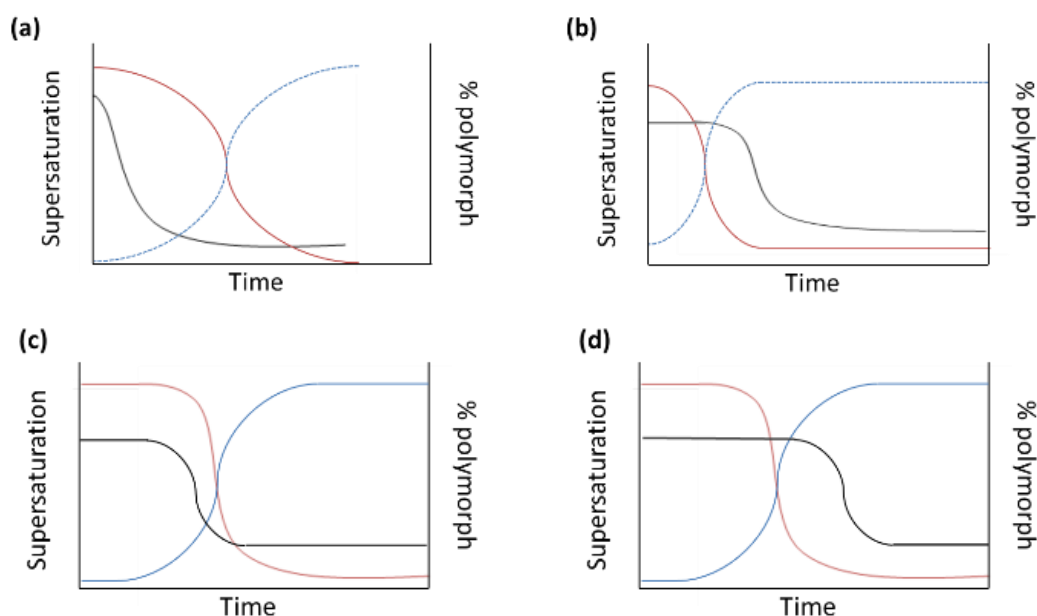 (a)
Supersaturation
% polymorph
Time
(b)
Supersaturation
% polymorph
Time
(c)
Supersaturation
% polymorph
Time
(d)
Supersaturation
% polymorph
Time